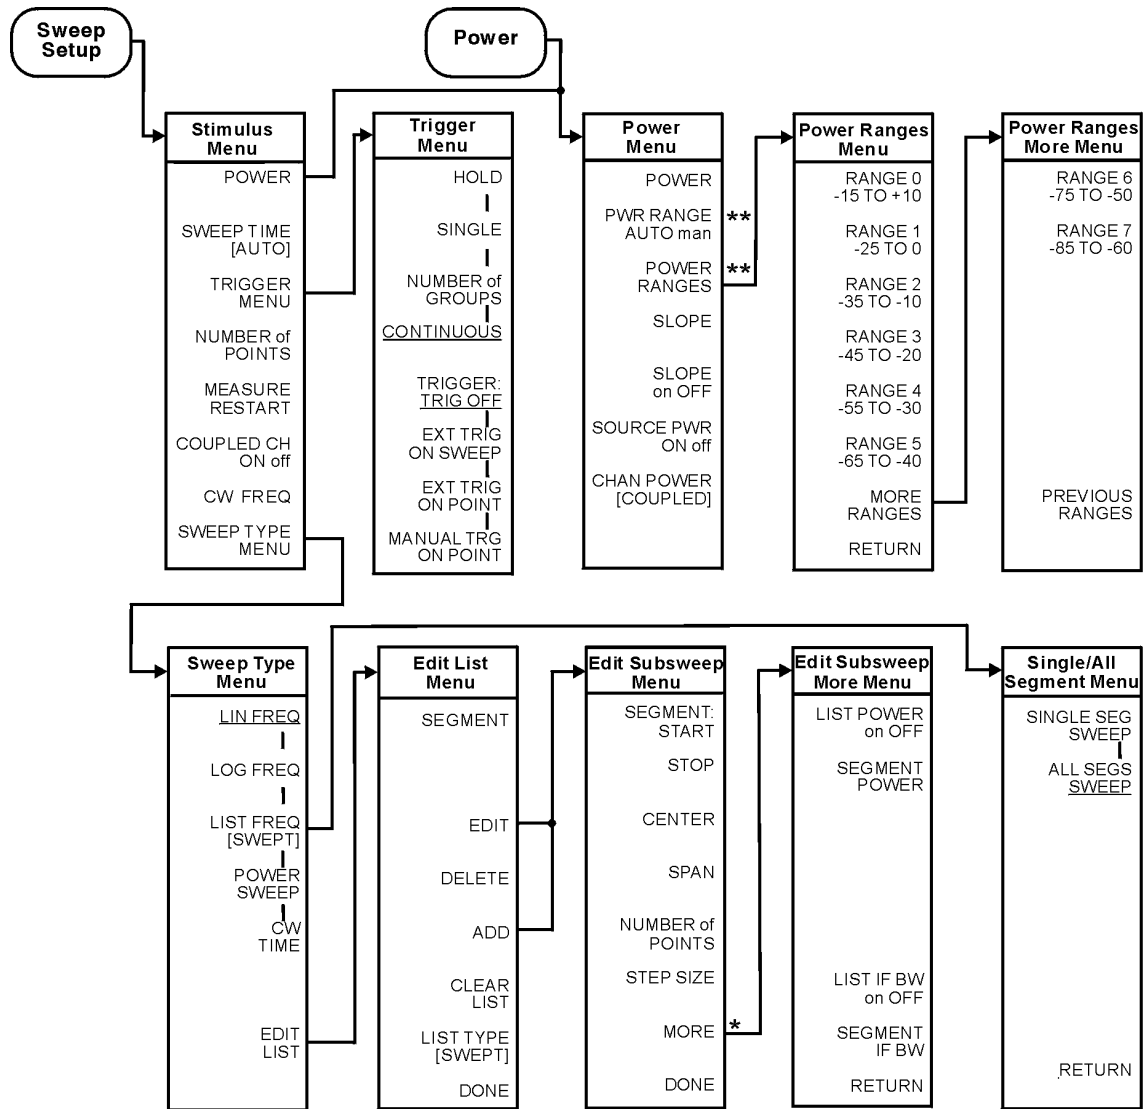 Sweep
Setup
Power
Stimulus
Menu
POWER
SWEEP TIME
[AUTO]
TRIGGER
MENU
NUMBER of
POINTS
MEASURE
RESTART
COUPLED CH
ON off
CW FREQ
SWEEP TYPE
MENU
Trigger
Menu
HOLD
SINGLE
NUMBER of
GROUPS
CONTINUOUS
TRIGGER:
TRIG OFF
EXT TRIG
ON SWEEP
EXT TRIG
ON POINT
MANUAL TRG
ON POINT
Power
Menu
POWER
PWR RANGE
AUTO man
**
POWER
RANGES
**
SLOPE
SLOPE
on OFF
SOURCE PWR
ON off
CHAN POWER
[COUPLED]
Power Ranges
Menu
RANGE 0
-15 TO +10
RANGE 1
-25 TO 0
RANGE 2
-35 TO -10
RANGE 3
-45 TO -20
RANGE 4
-55 TO -30
RANGE 5
-65 TO -40
MORE
RANGES
RETURN
Power Ranges
More Menu
RANGE 6
-75 TO -50
RANGE 7
-85 TO -60
PREVIOUS
RANGES
Sweep Type
Menu
LIN FREQ
LOG FREQ
LIST FREQ
[SWEPT]
POWER
SWEEP
CW
TIME
EDIT
LIST
Edit List
Menu
SEGMENT
EDIT
DELETE
ADD
CLEAR
LIST
LIST TYPE
[SWEPT]
DONE
Edit Subsweep
Menu
SEGMENT:
START
STOP
CENTER
SPAN
NUMBER of
POINTS
STEP SIZE
MORE *
DONE
Edit Subsweep
More Menu
LIST POWER
on OFF
SEGMENT
POWER
LIST IF BW
on OFF
SEGMENT
IF BW
RETURN
Single/All
Segment Menu
SINGLE SEG
SWEEP
ALL SEGS
SWEEP
RETURN